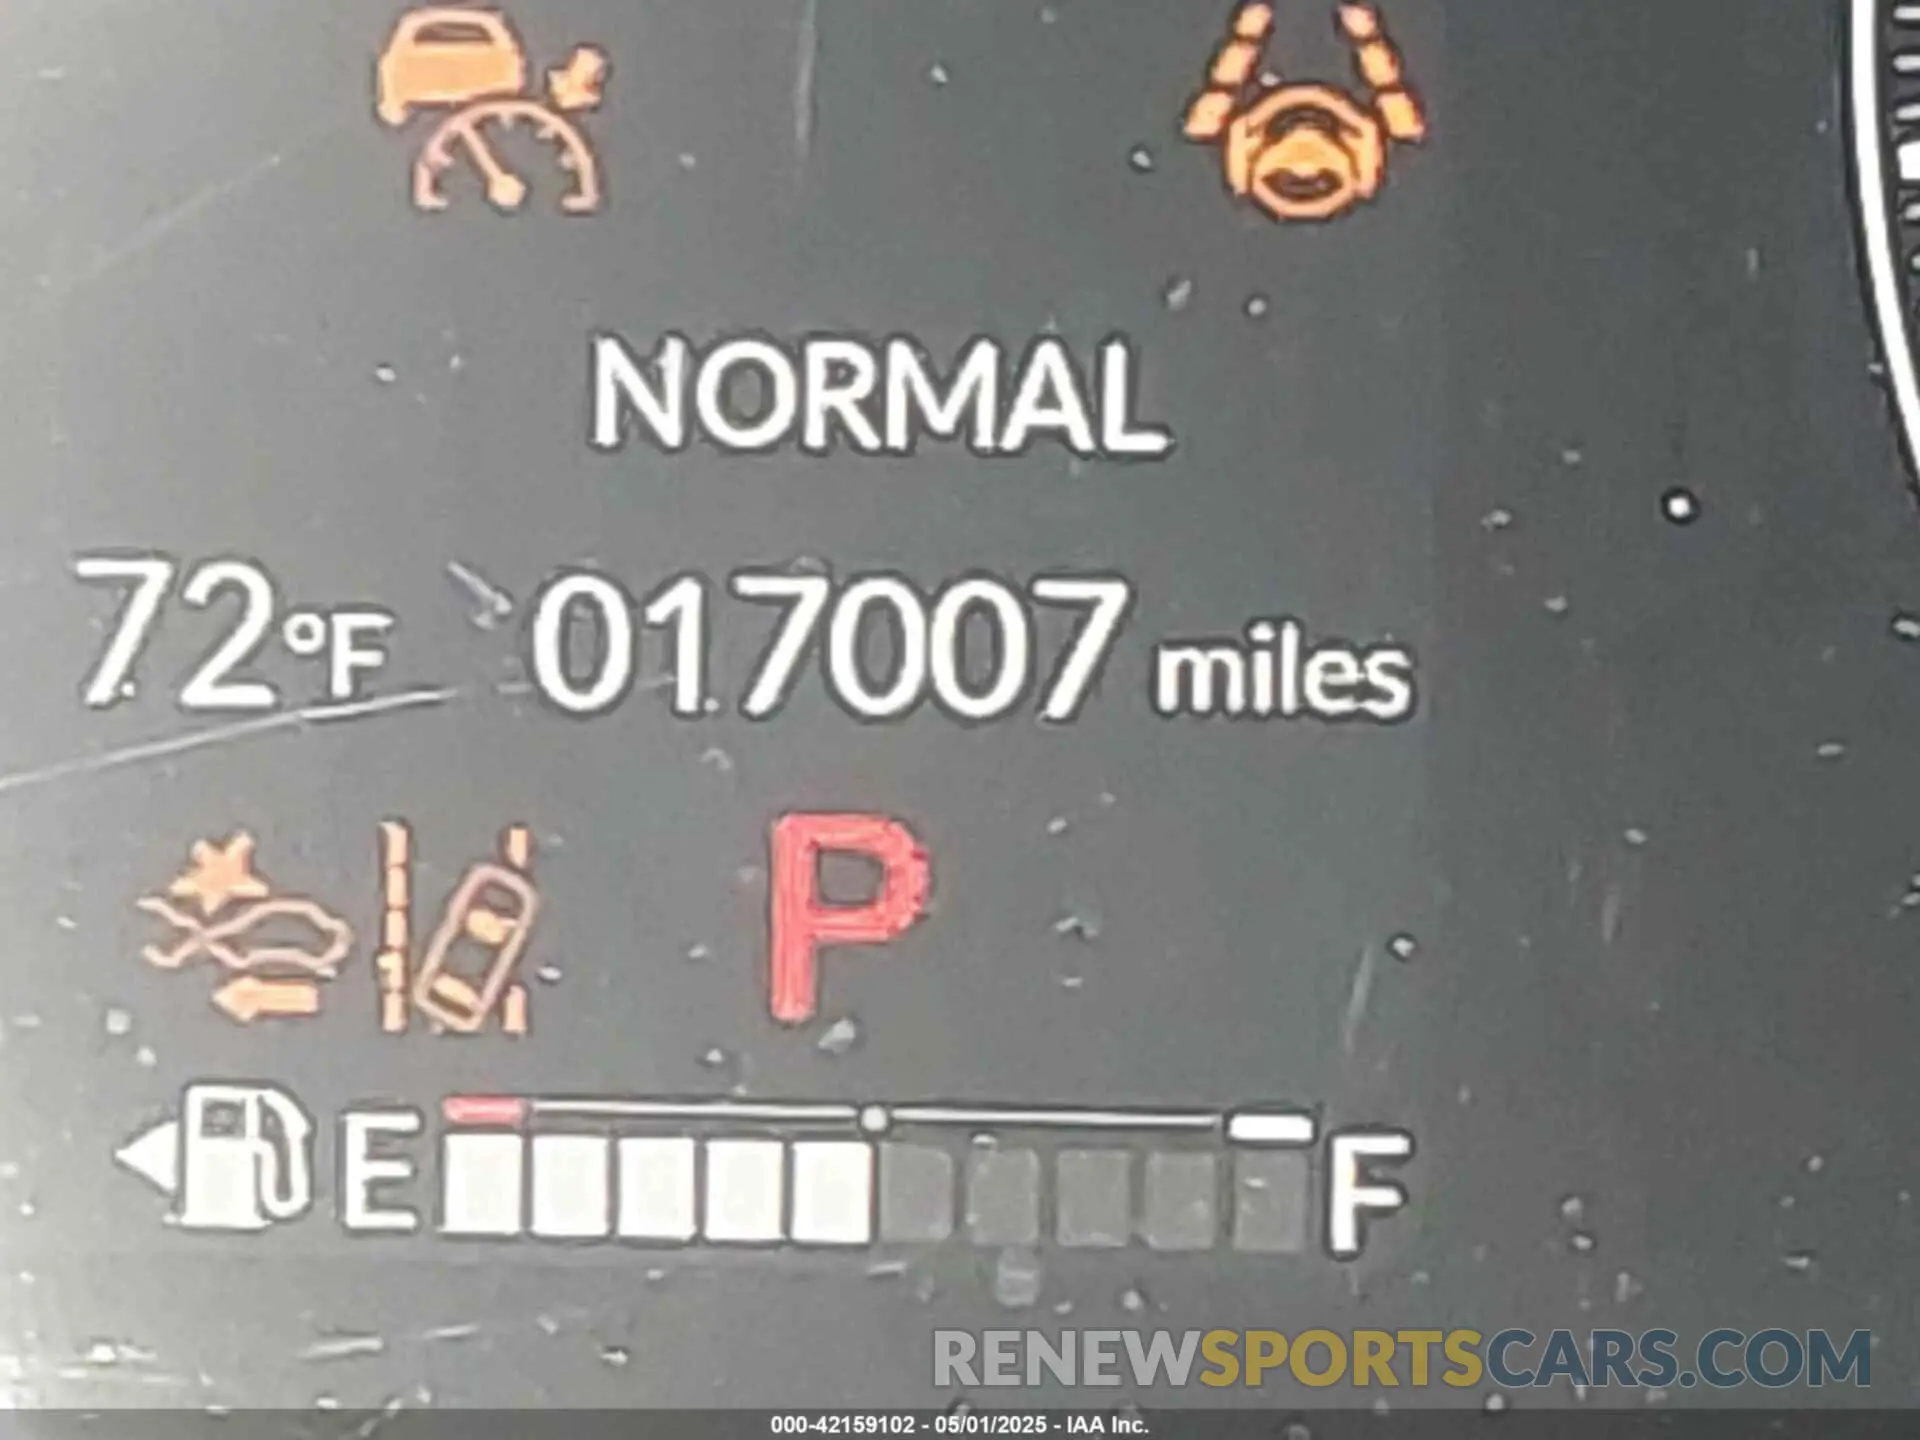 NORMAL
72°F 017007 miles
P
E F
RENEWSPORTSCARS.COM
000-42159102 - 05/01/2025 - IAA Inc.